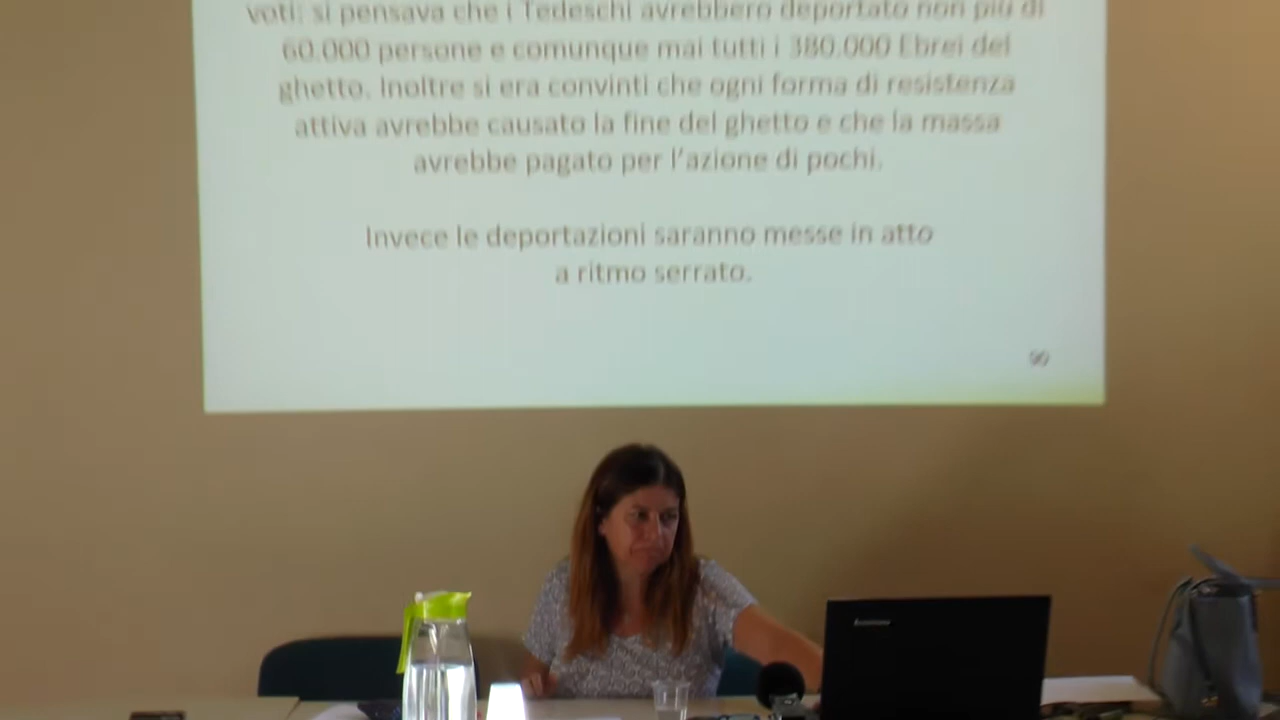 voti: si pensava che i Tedeschi avrebbero deportato non più di
60.000 persone e comunque mai tutti i 380.000 Ebrei del
ghetto. Inoltre si era convinti che ogni forma di resistenza
attiva avrebbe causato la fine del ghetto e che la massa
avrebbe pagato per l'azione di pochi.
Invece le deportazioni saranno messe in atto
a ritmo serrato.
90
lenovo